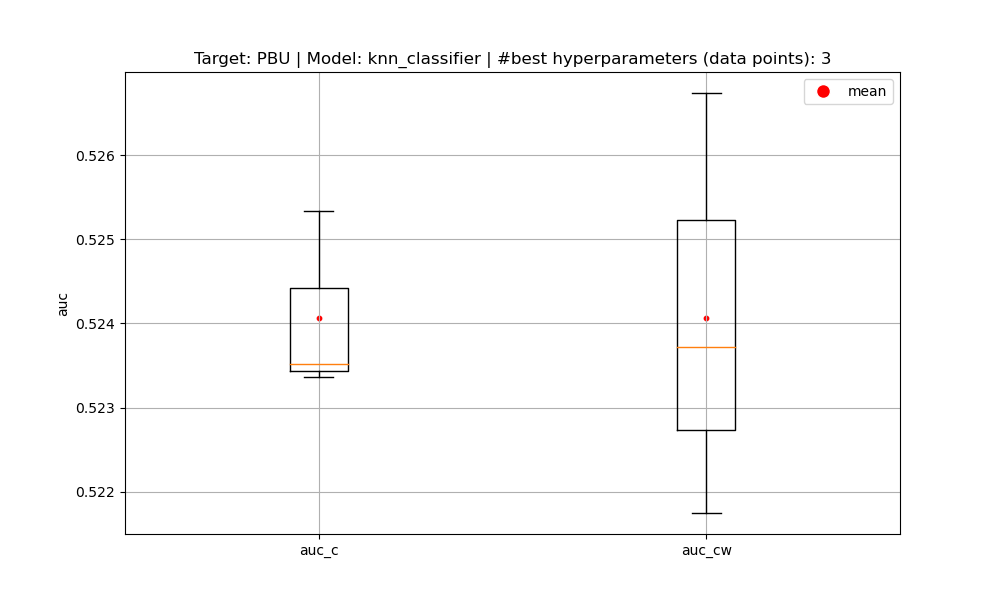 Target: PBU | Model: knn_classifier | #best hyperparameters (data points): 3
mean
0.526
0.525
0.524
0.523
0.522
auc
auc_c
auc_cw